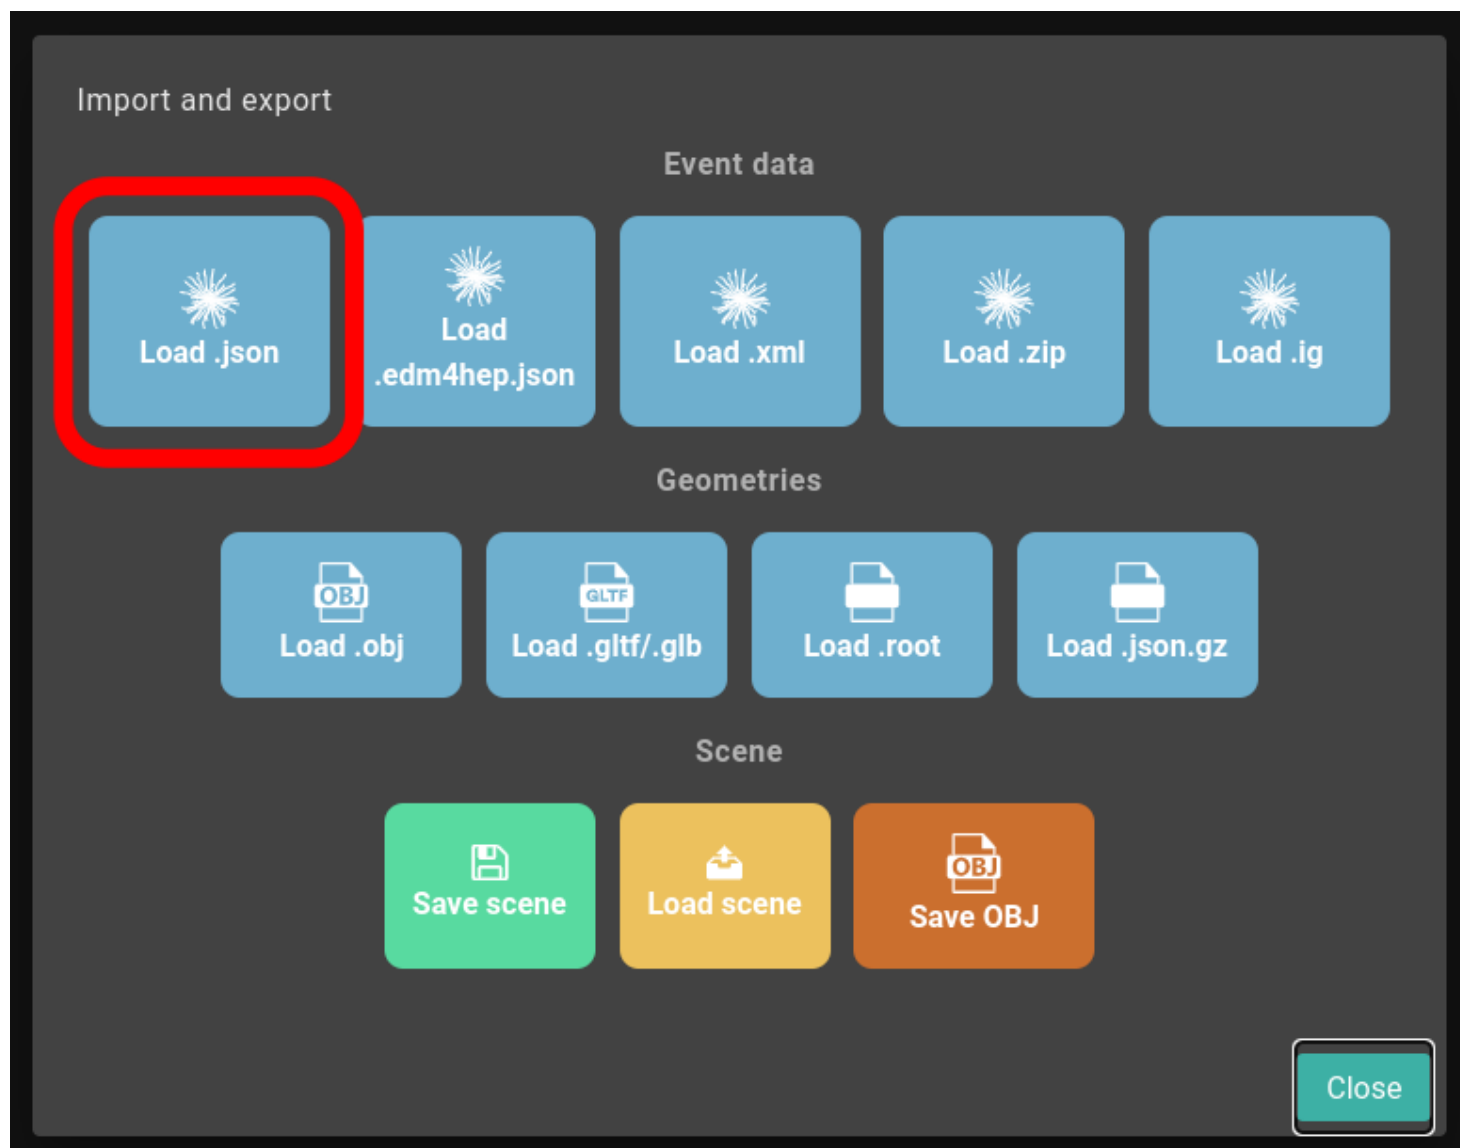 Import and export
Event data
Load .json
Load
.edm4hep.json
Load .xml
Load .zip
Load .ig
Geometries
OBJ
Load .obj
GLTF
Load .gltf/.glb
Load .root
Load .json.gz
Scene
Save scene
Load scene
OBJ
Save OBJ
Close